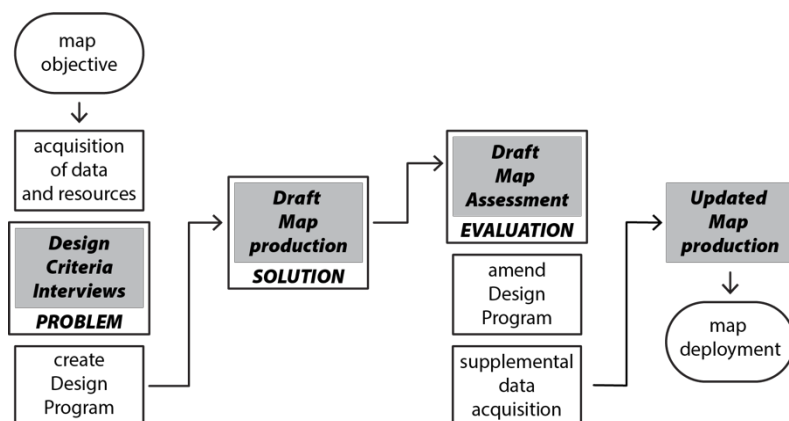 map
objective
acquisition
of data
and resources
Design
Criteria
Interviews
PROBLEM
create
Design
Program
Draft
Map
production
SOLUTION
Draft
Map
Assessment
EVALUATION
amend
Design
Program
supplemental
data
acquisition
Updated
Map
production
map
deployment